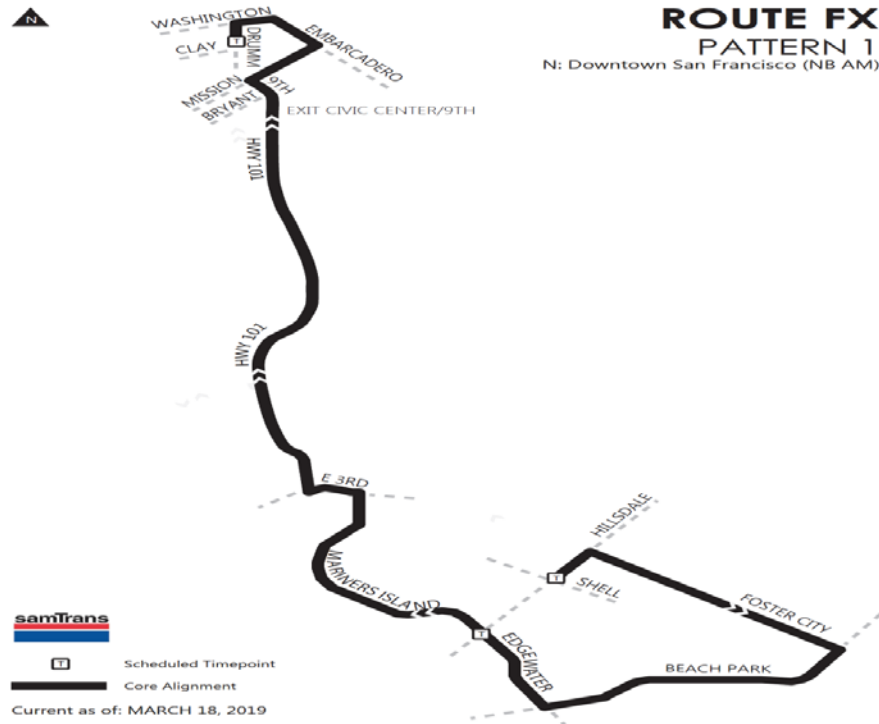 N
ROUTE FX
PATTERN 1
N: Downtown San Francisco (NB AM)
WASHINGTON
CLAY
T
DRUMM
EMBARCADERO
MISSION
9TH
BRYANT
EXIT CIVIC CENTER/9TH
HWY 101
HWY 101
E 3RD
MARINERS ISLAND
HILLSDALE
T
SHELL
FOSTER CITY
T
EDGEWATER
BEACH PARK
samTrans
T Scheduled Timepoint
Core Alignment
Current as of: MARCH 18, 2019